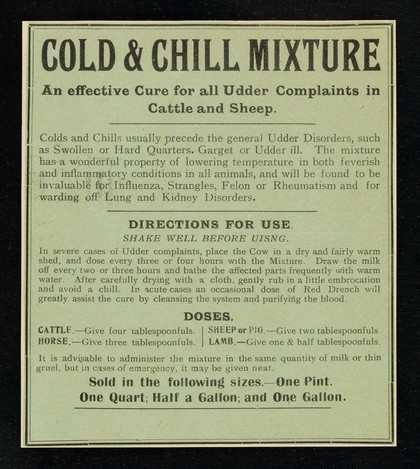 COLD & CHILL MIXTURE
An effective Cure for all Udder Complaints in
Cattle and Sheep.
Colds and Chills usually precede the general Udder Disorders, such
as Swollen or Hard Quarters. Garget or Udder ill. The mixture
has a wonderful property of lowering temperature in both feverish
and inflammatory conditions in all animals, and will be found to be
invaluable for Influenza, Strangles, Felon or Rheumatism and for
warding off Lung and Kidney Disorders.
DIRECTIONS FOR USE.
SHAKE WELL BEFORE UISNG.
In severe cases of Udder complaints, place the Cow in a dry and fairly warm
shed, and dose every three or four hours with the Mixture. Draw the milk
off every two or three hours and bathe the affected parts frequently with warm
water. After carefully drying with a cloth, gently rub in a little embrocation
and avoid a chill. In acute cases an occasional dose of Red Drench will
greatly assist the cure by cleansing the system and purifying the blood.
DOSES.
CATTLE.—Give four tablespoonfuls.
HORSE.—Give three tablespoonfuls.
SHEEP or PIG.—Give two tablespoonfuls
LAMB.—Give one & half tablespoonfuls.
It is advisable to administer the mixture in the same quantity of milk or thin
gruel, but in cases of emergency, it may be given neat.
Sold in the following sizes.—One Pint.
One Quart; Half a Gallon; and One Gallon.